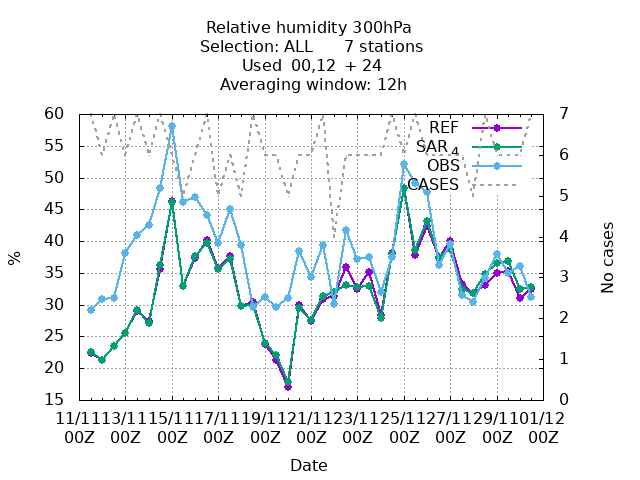 Relative humidity 300hPa
Selection: ALL 7 stations
Used 00,12 + 24
Averaging window: 12h
60 7
REF
55
SAR 4
6
OBS
50
CASES
5
45
40 4
35
3
30
2
25
1
20
15 0
%
No cases
11/11 13/11 15/11 17/11 19/11 21/11 23/11 25/11 27/11 29/11 01/12
00Z 00Z 00Z 00Z 00Z 00Z 00Z 00Z 00Z 00Z 00Z
Date